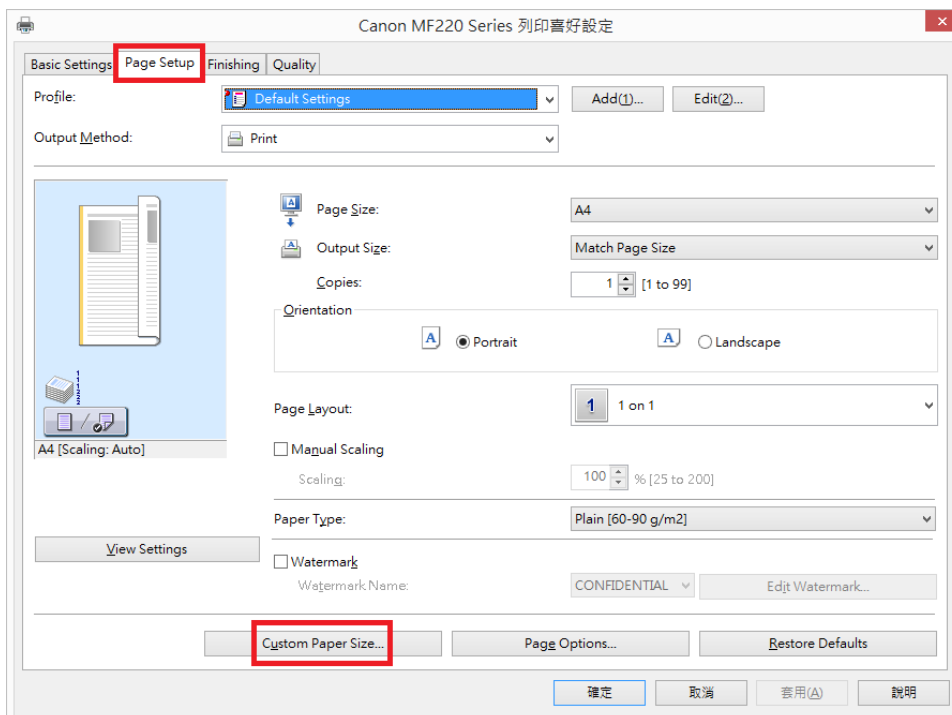 Canon MF220 Series 列印喜好設定
Basic Settings Page Setup Finishing Quality
Profile: Default Settings Add(1)... Edit(2)...
Output Method: Print
Page Size: A4
Output Size: Match Page Size
Copies: 1 [1 to 99]
Orientation
A Portrait A Landscape
Page Layout: 1 1 on 1
A4 [Scaling: Auto]
Manual Scaling
Scaling: 100 % [25 to 200]
Paper Type: Plain [60-90 g/m2]
View Settings
Watermark
Watermark Name: CONFIDENTIAL Edit Watermark...
Custom Paper Size... Page Options... Restore Defaults
確定 取消 套用(A) 說明